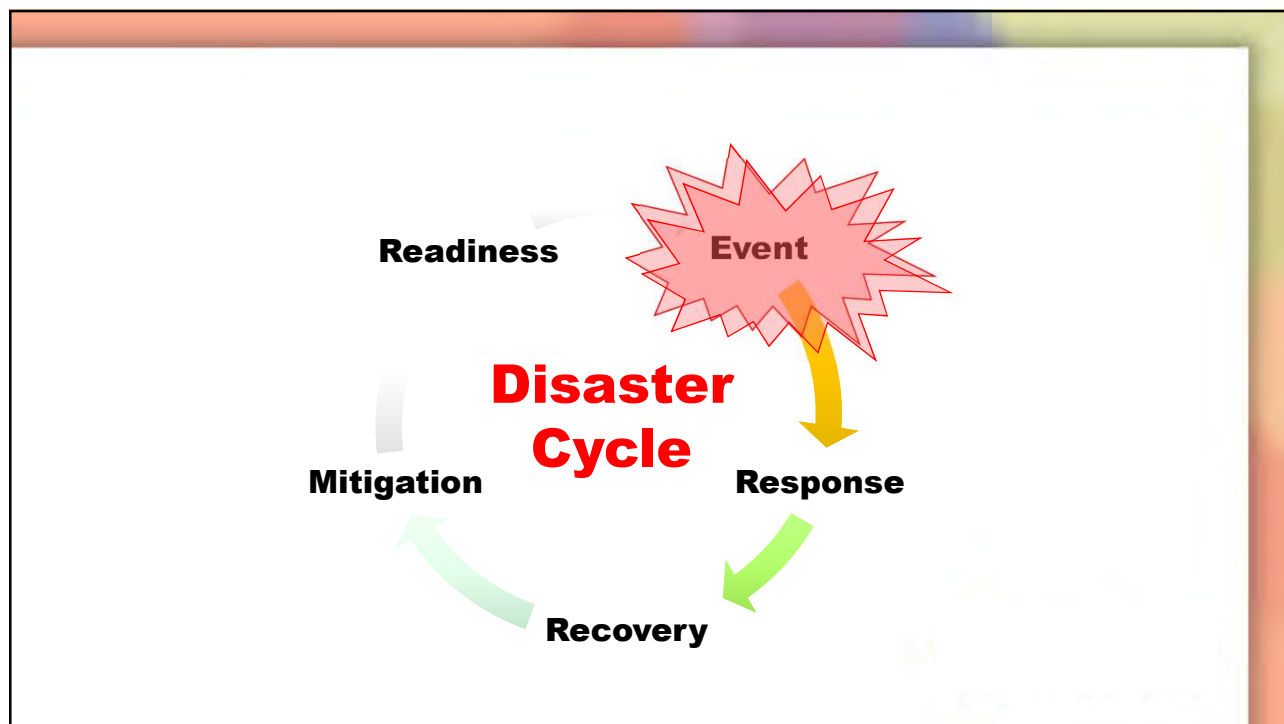 Readiness
Event
Disaster
Cycle
Mitigation
Response
Recovery